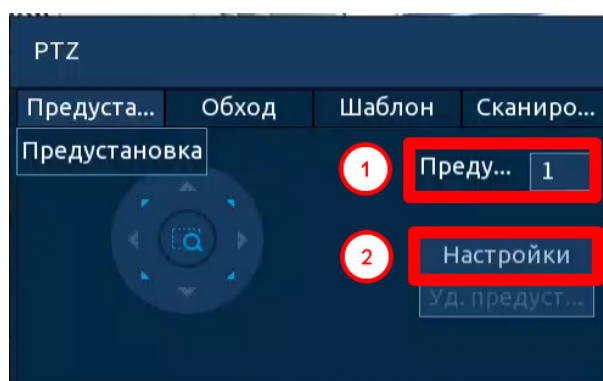 PTZ
Предуста... Обход Шаблон Сканиро...
Предустановка
1 Преду... 1
2 Настройки
Уд. предуст...